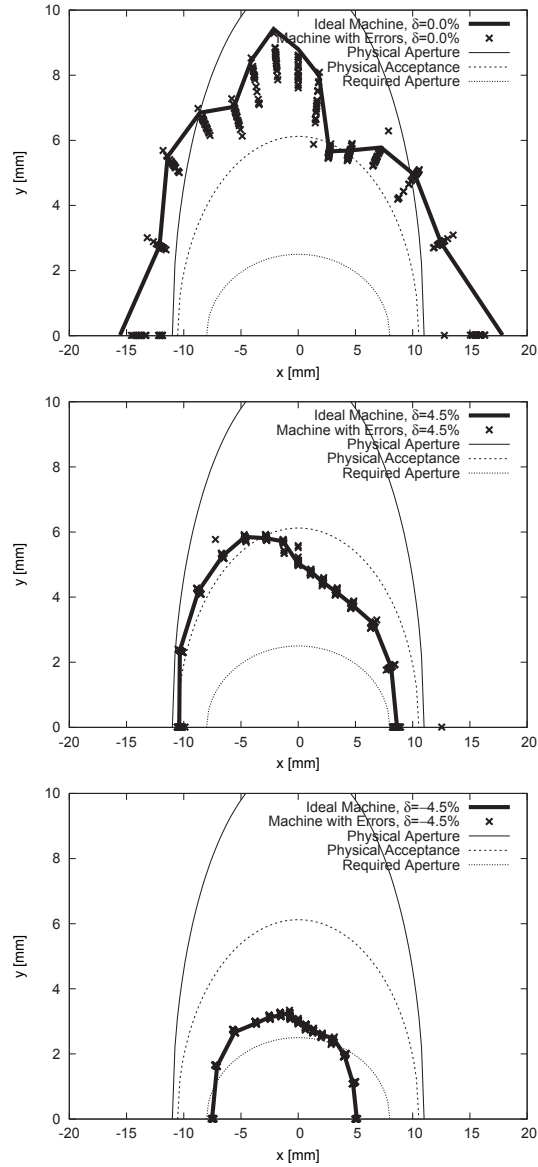 Ideal Machine, δ=0.0%
Machine with Errors, δ=0.0%
Physical Aperture
Physical Acceptance
Required Aperture
10
8
6
4
2
0
y [mm]
-20 -15 -10 -5 0 5 10 15 20
x [mm]
Ideal Machine, δ=4.5%
Machine with Errors, δ=4.5%
Physical Aperture
Physical Acceptance
Required Aperture
10
8
6
4
2
0
y [mm]
-20 -15 -10 -5 0 5 10 15 20
x [mm]
Ideal Machine, δ=−4.5%
Machine with Errors, δ=−4.5%
Physical Aperture
Physical Acceptance
Required Aperture
10
8
6
4
2
0
y [mm]
-20 -15 -10 -5 0 5 10 15 20
x [mm]